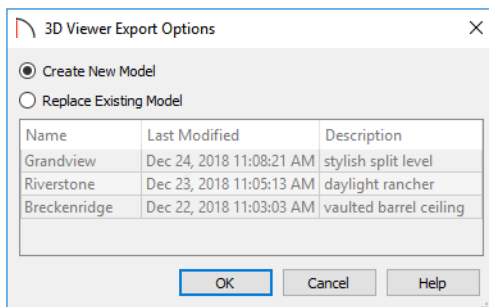 3D Viewer Export Options
Create New Model
Replace Existing Model
Name Last Modified Description
Grandview Dec 24, 2018 11:08:21 AM stylish split level
Riverstone Dec 23, 2018 11:05:13 AM daylight rancher
Breckenridge Dec 22, 2018 11:03:03 AM vaulted barrel ceiling
OK Cancel Help